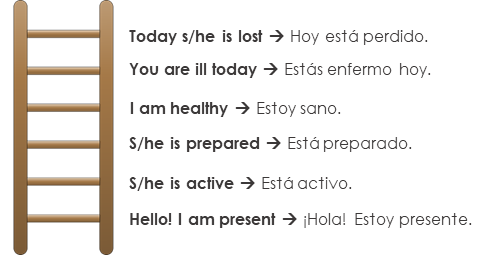 Today s/he is lost → Hoy está perdido.
You are ill today → Estás enfermo hoy.
I am healthy → Estoy sano.
S/he is prepared → Está preparado.
S/he is active → Está activo.
Hello! I am present → ¡Hola! Estoy presente.